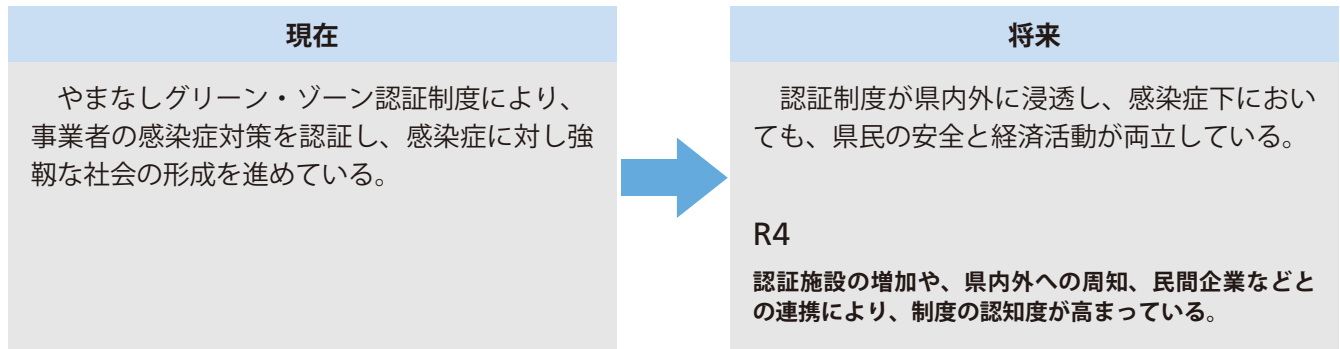 現在
やまなしグリーン・ゾーン認証制度により、
事業者の感染症対策を認証し、感染症に対し強
靱な社会の形成を進めている。
将来
認証制度が県内外に浸透し、感染症下におい
ても、県民の安全と経済活動が両立している。
R4
認証施設の増加や、県内外への周知、民間企業などと
の連携により、制度の認知度が高まっている。